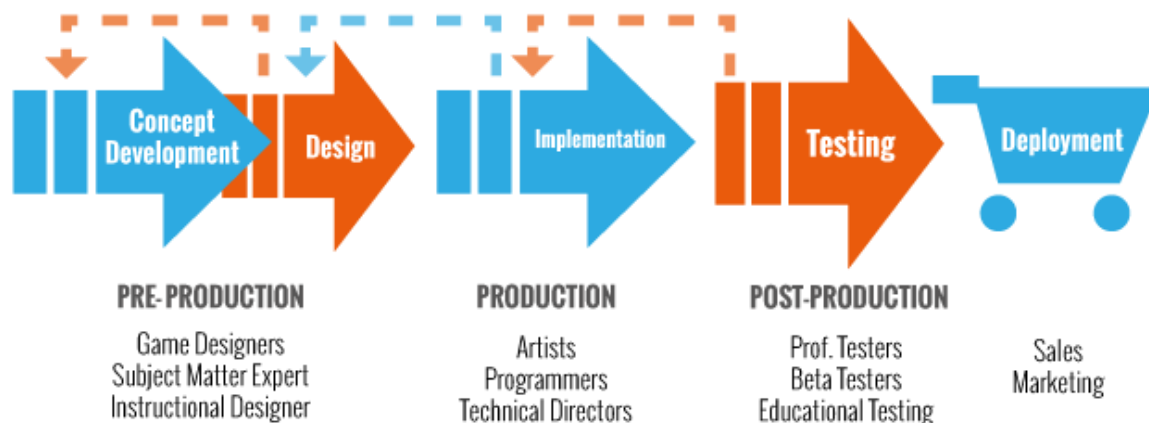 Concept
Development
Design
Implementation
Testing
Deployment
PRE-PRODUCTION
Game Designers
Subject Matter Expert
Instructional Designer
PRODUCTION
Artists
Programmers
Technical Directors
POST-PRODUCTION
Prof. Testers
Beta Testers
Educational Testing
Sales
Marketing